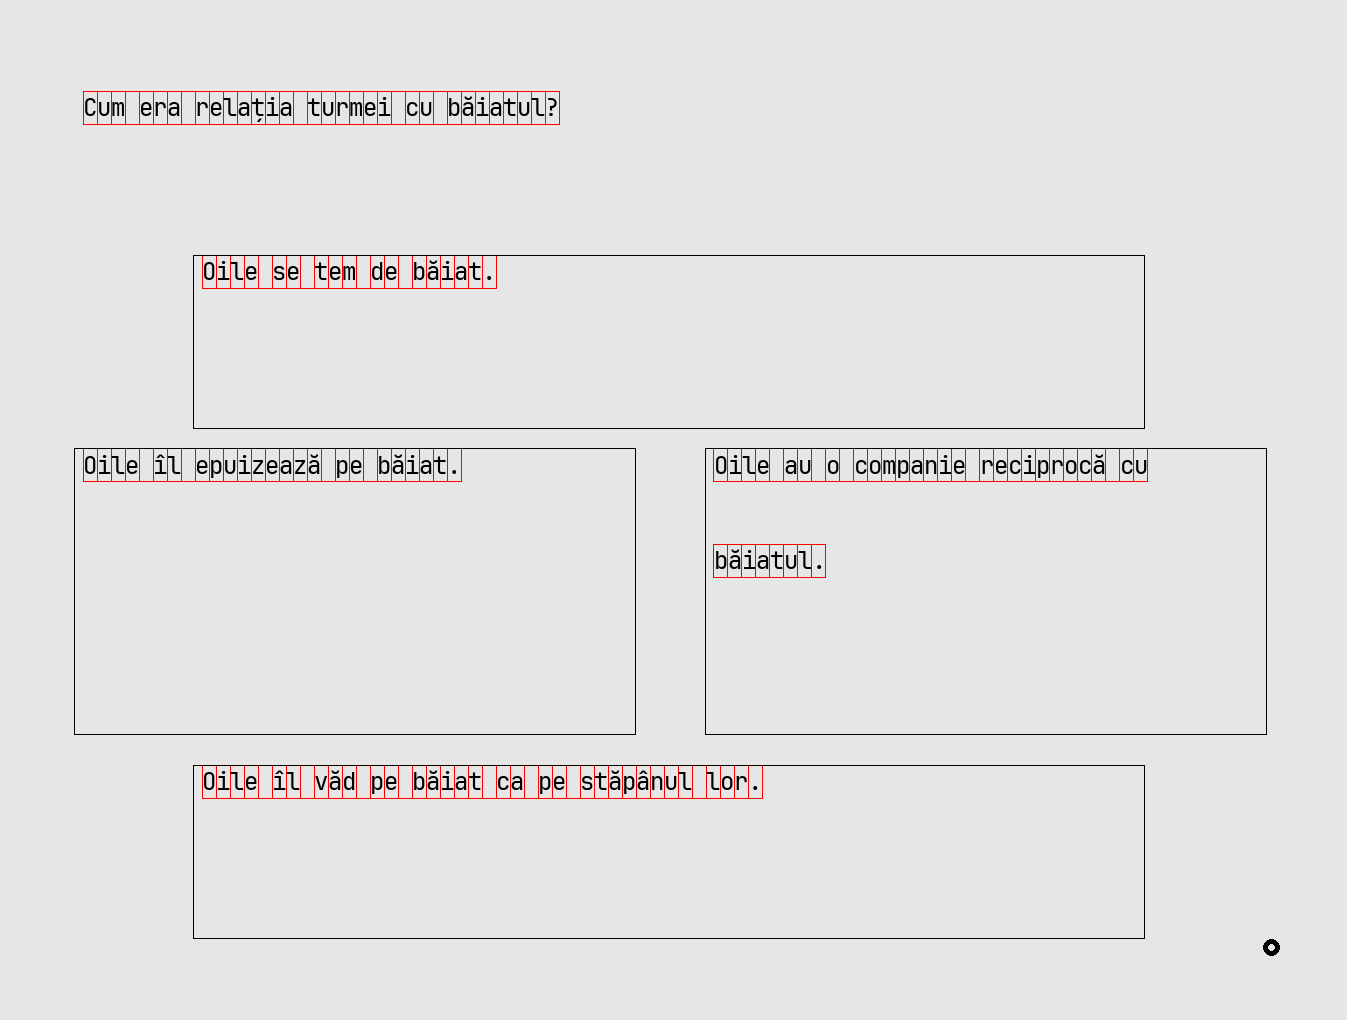 Cum era relația turmei cu băiatul?
Oile se tem de băiat.
Oile îl epuizează pe băiat.
Oile au o companie reciprocă cu
băiatul.
Oile îl văd pe băiat ca pe stăpânul lor.